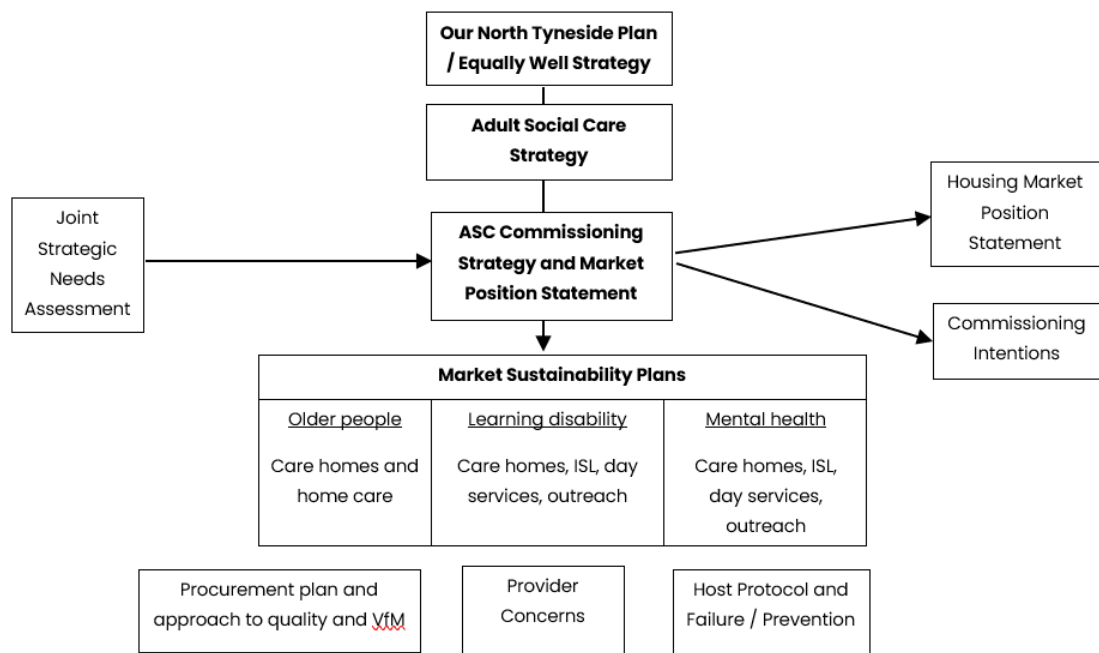 Our North Tyneside Plan
/ Equally Well Strategy
Adult Social Care
Strategy
Joint
Strategic
Needs
Assessment
ASC Commissioning
Strategy and Market
Position Statement
Housing Market
Position
Statement
Commissioning
Intentions
Market Sustainability Plans
Older people
Care homes and
home care
Learning disability
Care homes, ISL, day
services, outreach
Mental health
Care homes, ISL,
day services,
outreach
Procurement plan and
approach to quality and VfM
Provider
Concerns
Host Protocol and
Failure / Prevention